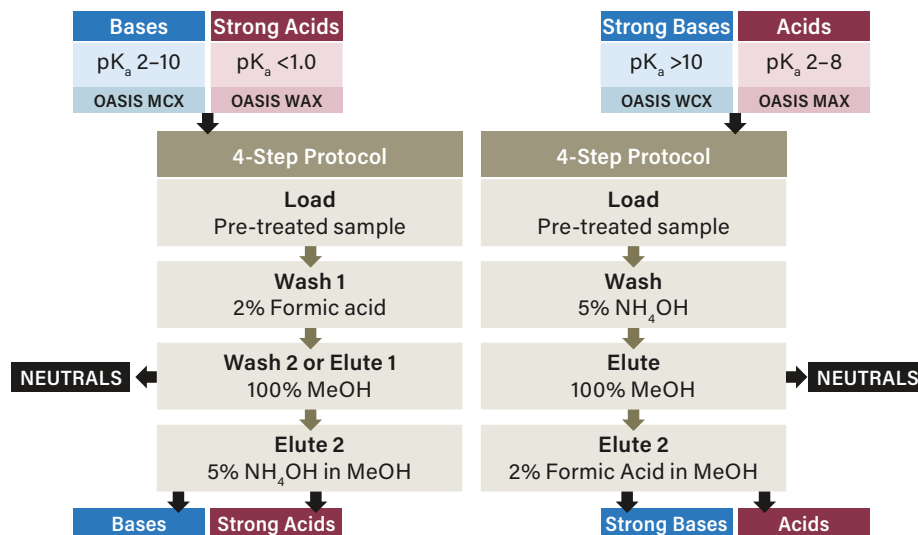 Bases
Strong Acids
pKa 2–10
pKa <1.0
OASIS MCX
OASIS WAX
4-Step Protocol
Load
Pre-treated sample
Wash 1
2% Formic acid
Wash 2 or Elute 1
100% MeOH
NEUTRALS
Elute 2
5% NH4OH in MeOH
Bases
Strong Acids
Strong Bases
Acids
pKa >10
pKa 2–8
OASIS WCX
OASIS MAX
4-Step Protocol
Load
Pre-treated sample
Wash
5% NH4OH
Elute
100% MeOH
NEUTRALS
Elute 2
2% Formic Acid in MeOH
Strong Bases
Acids